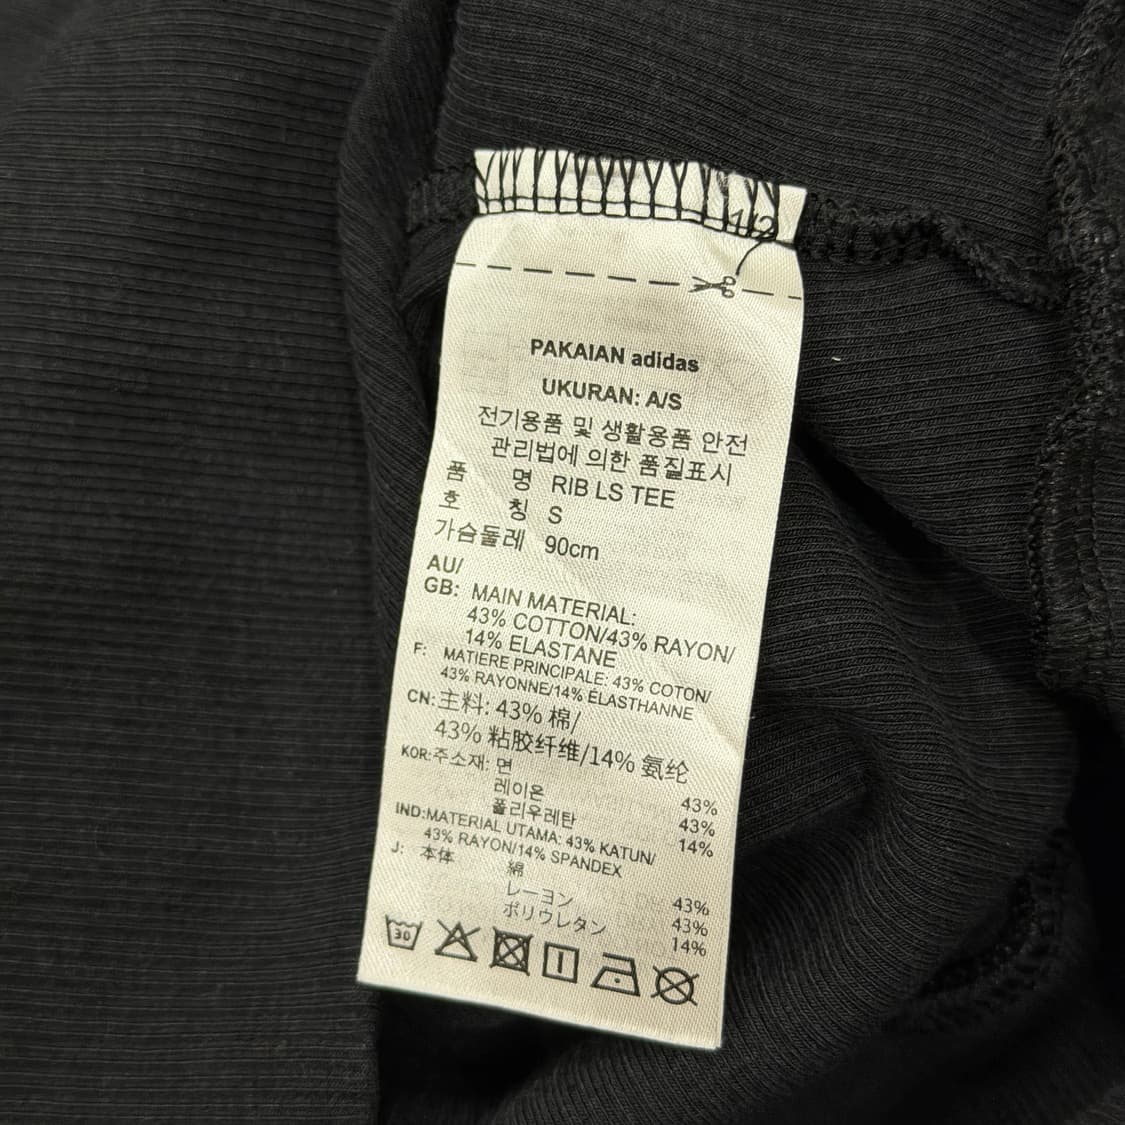 1/2
PAKAIAN adidas
UKURAN: A/S
전기용품 및 생활용품 안전
관리법에 의한 품질표시
품 명 RIB LS TEE
호 칭 S
가슴둘레 90cm
AU/
GB: MAIN MATERIAL:
43% COTTON/43% RAYON/
14% ELASTANE
F: MATIERE PRINCIPALE: 43% COTON/
43% RAYONNE/14% ÉLASTHANNE
CN:主料: 43% 棉/
43% 粘胶纤维/14% 氨纶
KOR:주소재: 면 43%
레이온 43%
폴리우레탄 14%
IND:MATERIAL UTAMA: 43% KATUN/
43% RAYON/14% SPANDEX
J: 本体 綿 43%
レーヨン 43%
ポリウレタン 14%
30